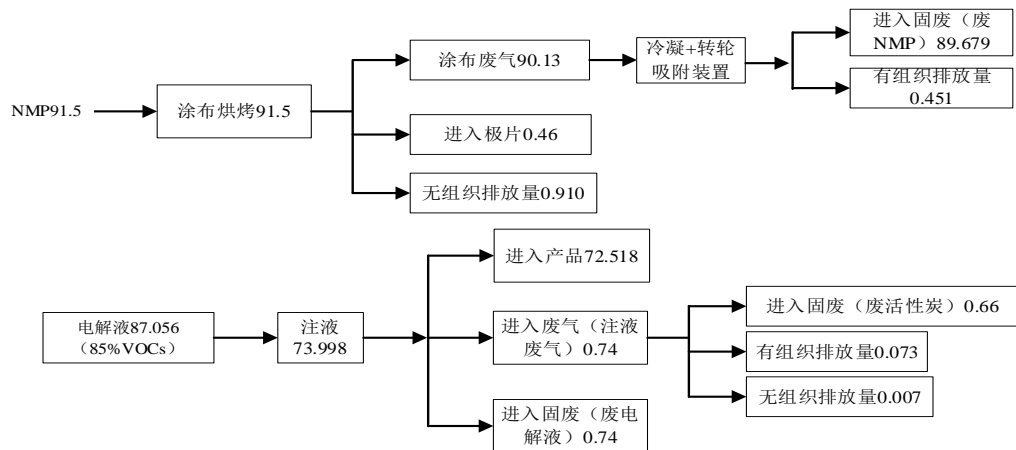 进入固废（废
NMP）89.679
涂布废气90.13
冷凝+转轮
吸附装置
有组织排放量
0.451
NMP91.5
涂布烘烤91.5
进入极片0.46
无组织排放量0.910
进入产品72.518
进入固废（废活性炭）0.66
电解液87.056
（85%VOCs）
注液
73.998
进入废气（注液
废气）0.74
有组织排放量0.073
无组织排放量0.007
进入固废（废电
解液）0.74